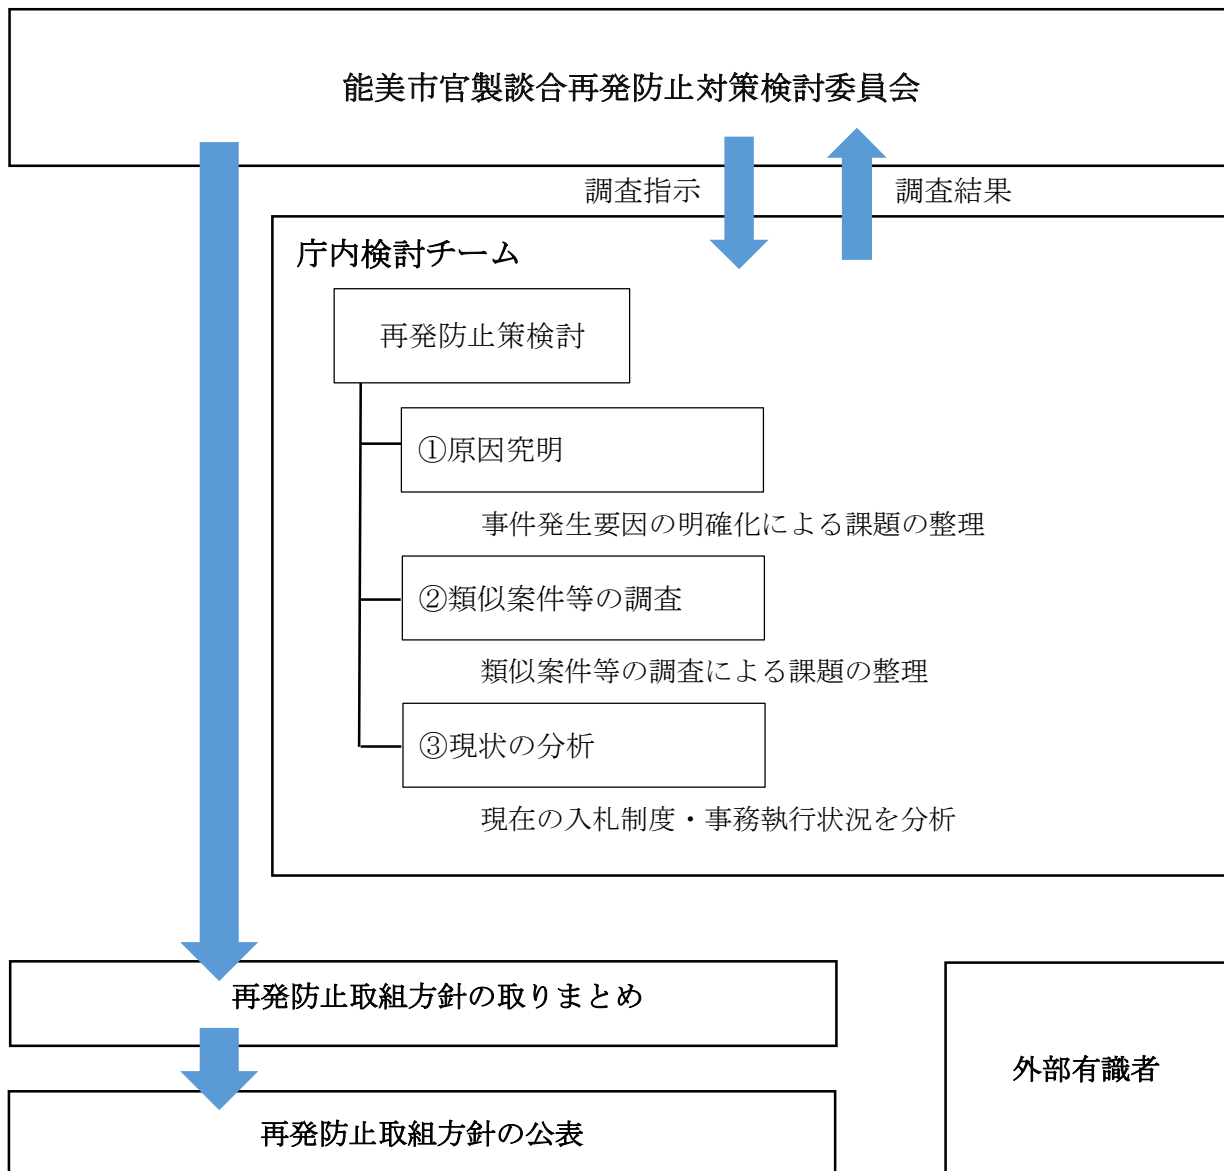 能美市官製談合再発防止対策検討委員会
調査指示
調査結果
庁内検討チーム
再発防止策検討
①原因究明
事件発生要因の明確化による課題の整理
②類似案件等の調査
類似案件等の調査による課題の整理
③現状の分析
現在の入札制度・事務執行状況を分析
再発防止取組方針の取りまとめ
外部有識者
再発防止取組方針の公表